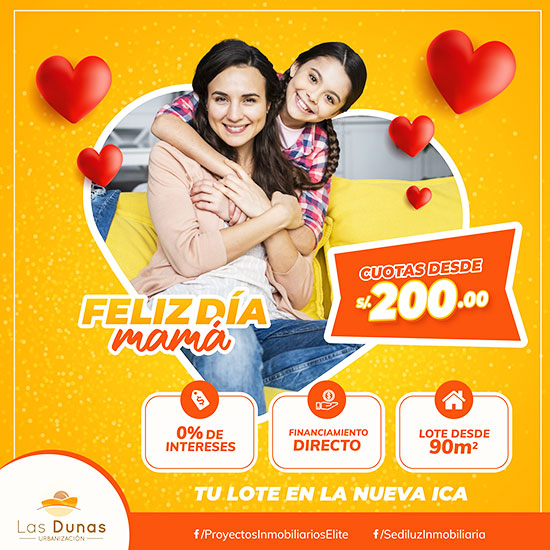 CUOTAS DESDE
S/. 200.00
FELIZ DÍA
mamá
0% DE
INTERESES
FINANCIAMIENTO
DIRECTO
LOTE DESDE
90m²
TU LOTE EN LA NUEVA ICA
Las Dunas
URBANIZACIÓN
f/ProyectosInmobiliariosElite
f/SediluzInmobiliaria